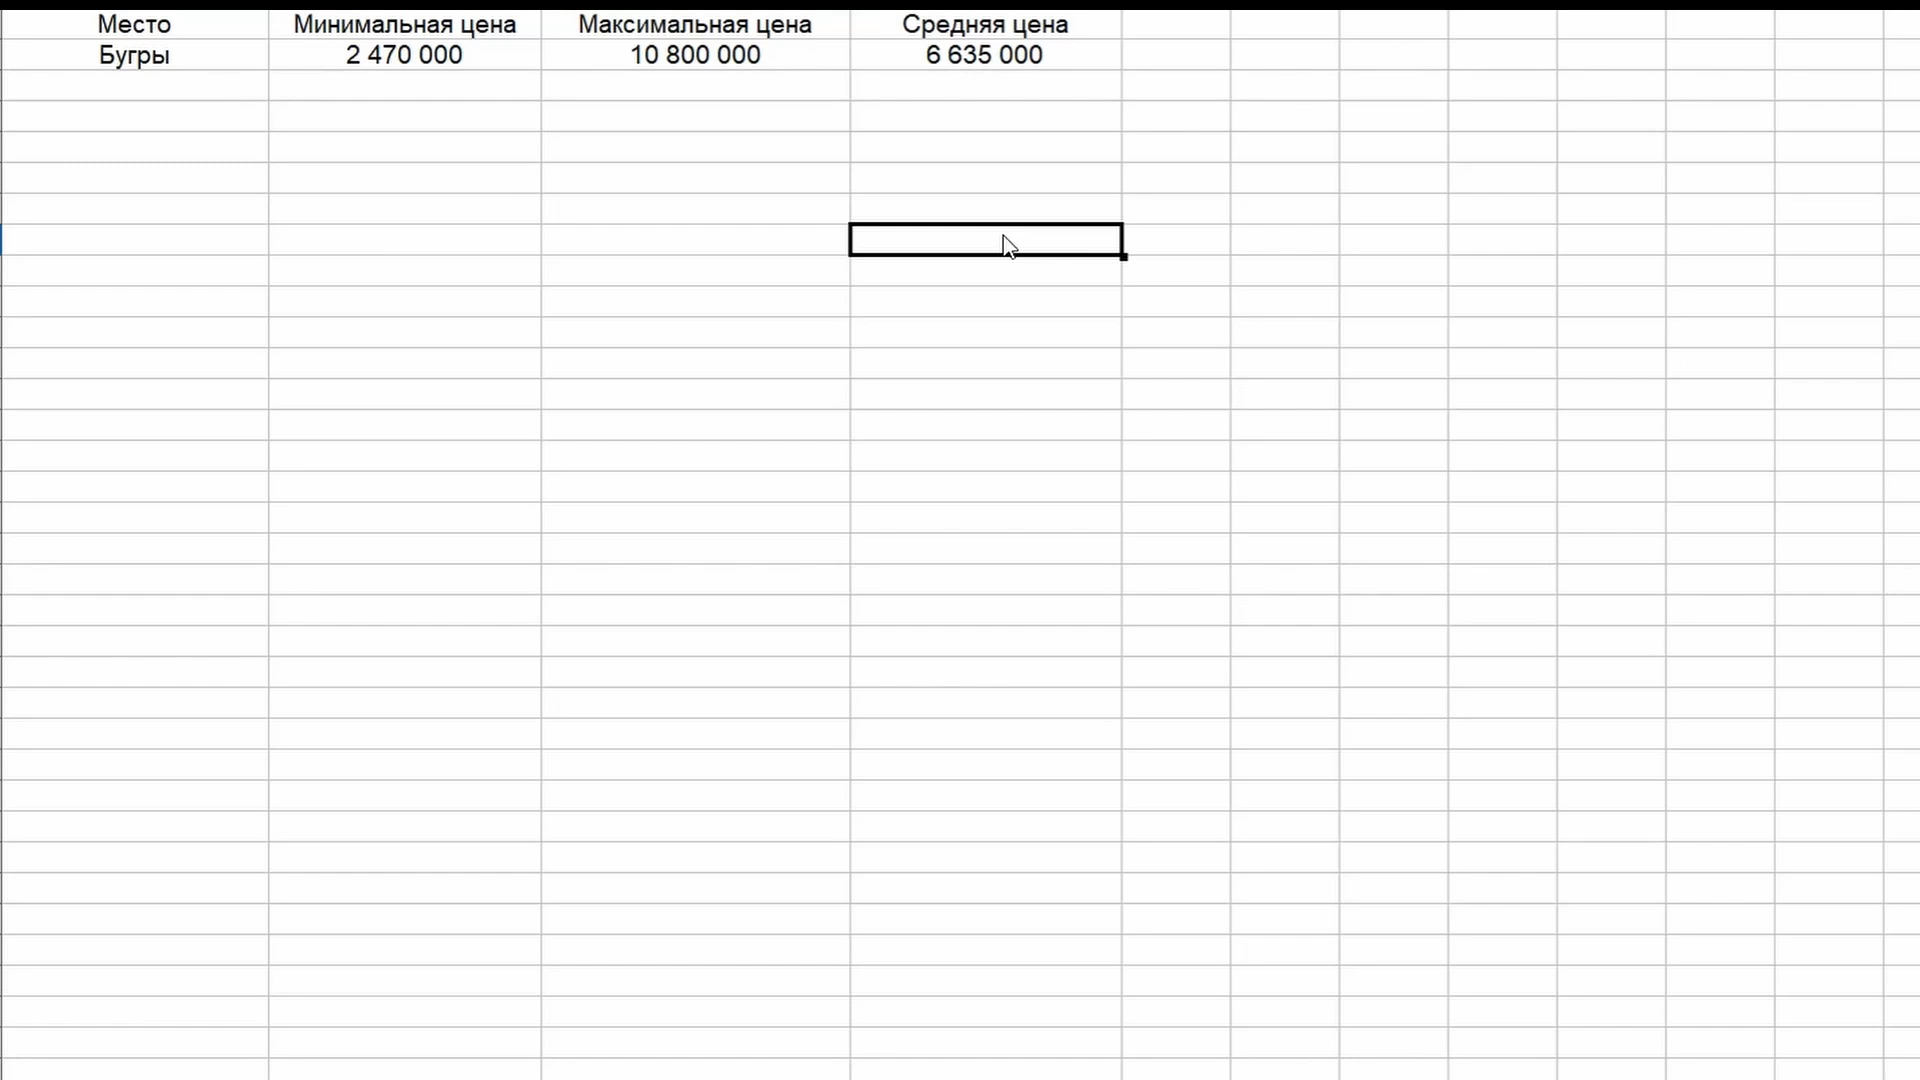 Место Минимальная цена Максимальная цена Средняя цена
Бугры 2 470 000 10 800 000 6 635 000